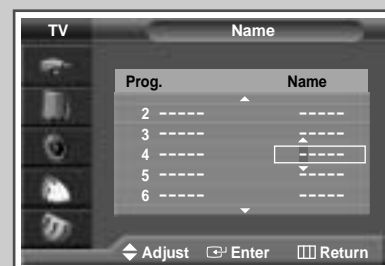 TV Name
Prog. Name
2 ----- -----
3 ----- -----
4 ----- -----
5 ----- -----
6 ----- -----
Adjust Enter Return